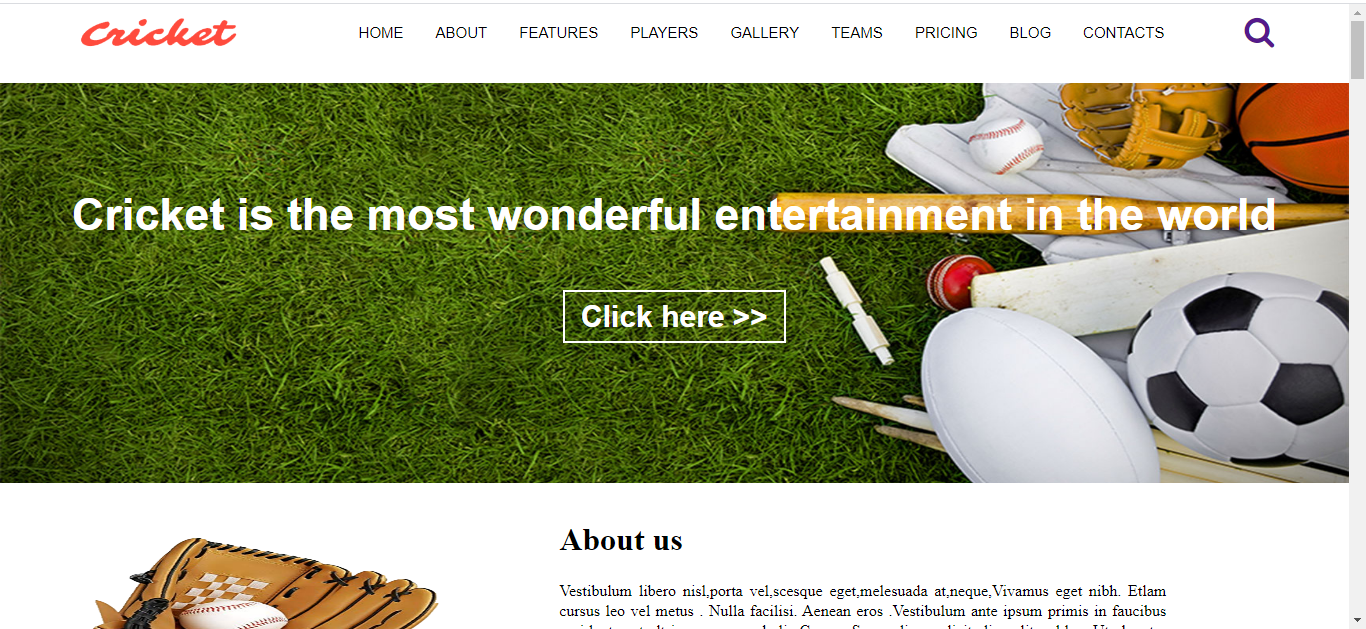 Cricket
HOME ABOUT FEATURES PLAYERS GALLERY TEAMS PRICING BLOG CONTACTS
Cricket is the most wonderful entertainment in the world
Click here >>
About us
Vestibulum libero nisl,porta vel,scesque eget,melesuada at,neque,Vivamus eget nibh. Etlam
cursus leo vel metus . Nulla facilisi. Aenean eros .Vestibulum ante ipsum primis in faucibus